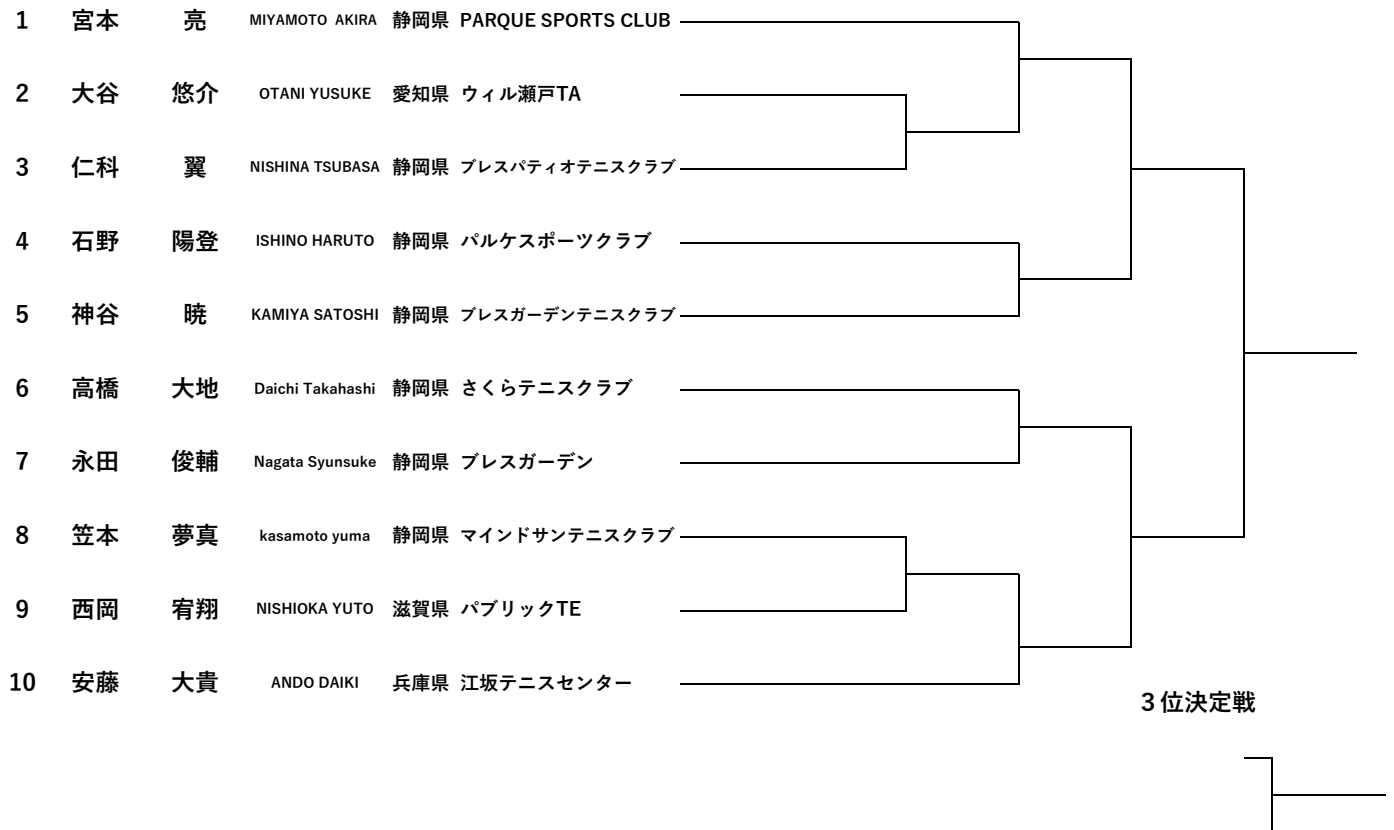 1 宮本 亮 MIYAMOTO AKIRA 静岡県 PARQUE SPORTS CLUB
2 大谷 悠介 OTANI YUSUKE 愛知県 ウィル瀬戸TA
3 仁科 翼 NISHINA TSUBASA 静岡県 ブレスパティオテニスクラブ
4 石野 陽登 ISHINO HARUTO 静岡県 パルケスポーツクラブ
5 神谷 暁 KAMIYA SATOSHI 静岡県 ブレスガーデンテニスクラブ
6 高橋 大地 Daichi Takahashi 静岡県 さくらテニスクラブ
7 永田 俊輔 Nagata Syunsuke 静岡県 ブレスガーデン
8 笠本 夢真 kasamoto yuma 静岡県 マインドサンテニスクラブ
9 西岡 宥翔 NISHIOKA YUTO 滋賀県 パブリックTE
10 安藤 大貴 ANDO DAIKI 兵庫県 江坂テニスセンター
３位決定戦